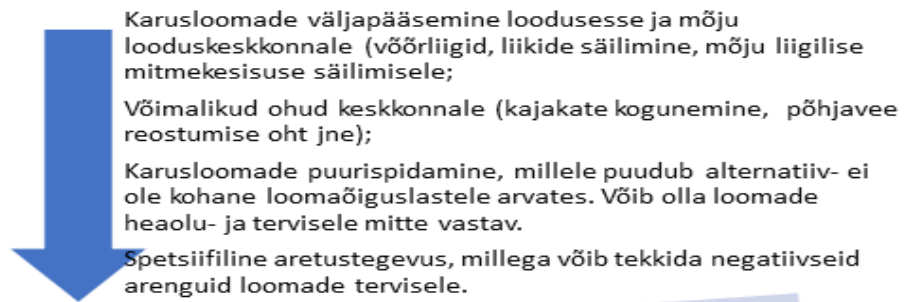 Karusloomade väljapääsemine loodusesse ja mõju
looduskeskkonnale (võõrliigid, liikide säilimine, mõju liigilise
mitmekesisuse säilimisele;
Võimalikud ohud keskkonnale (kajakate kogunemine, põhjavee
reostumise oht jne);
Karusloomade puurispidamine, millele puudub alternatiiv- ei
ole kohane loomaõiguslastele arvates. Võib olla loomade
heaolu- ja tervisele mitte vastav.
Spetsiifiline aretustegevus, millega võib tekkida negatiivseid
arenguid loomade tervisele.